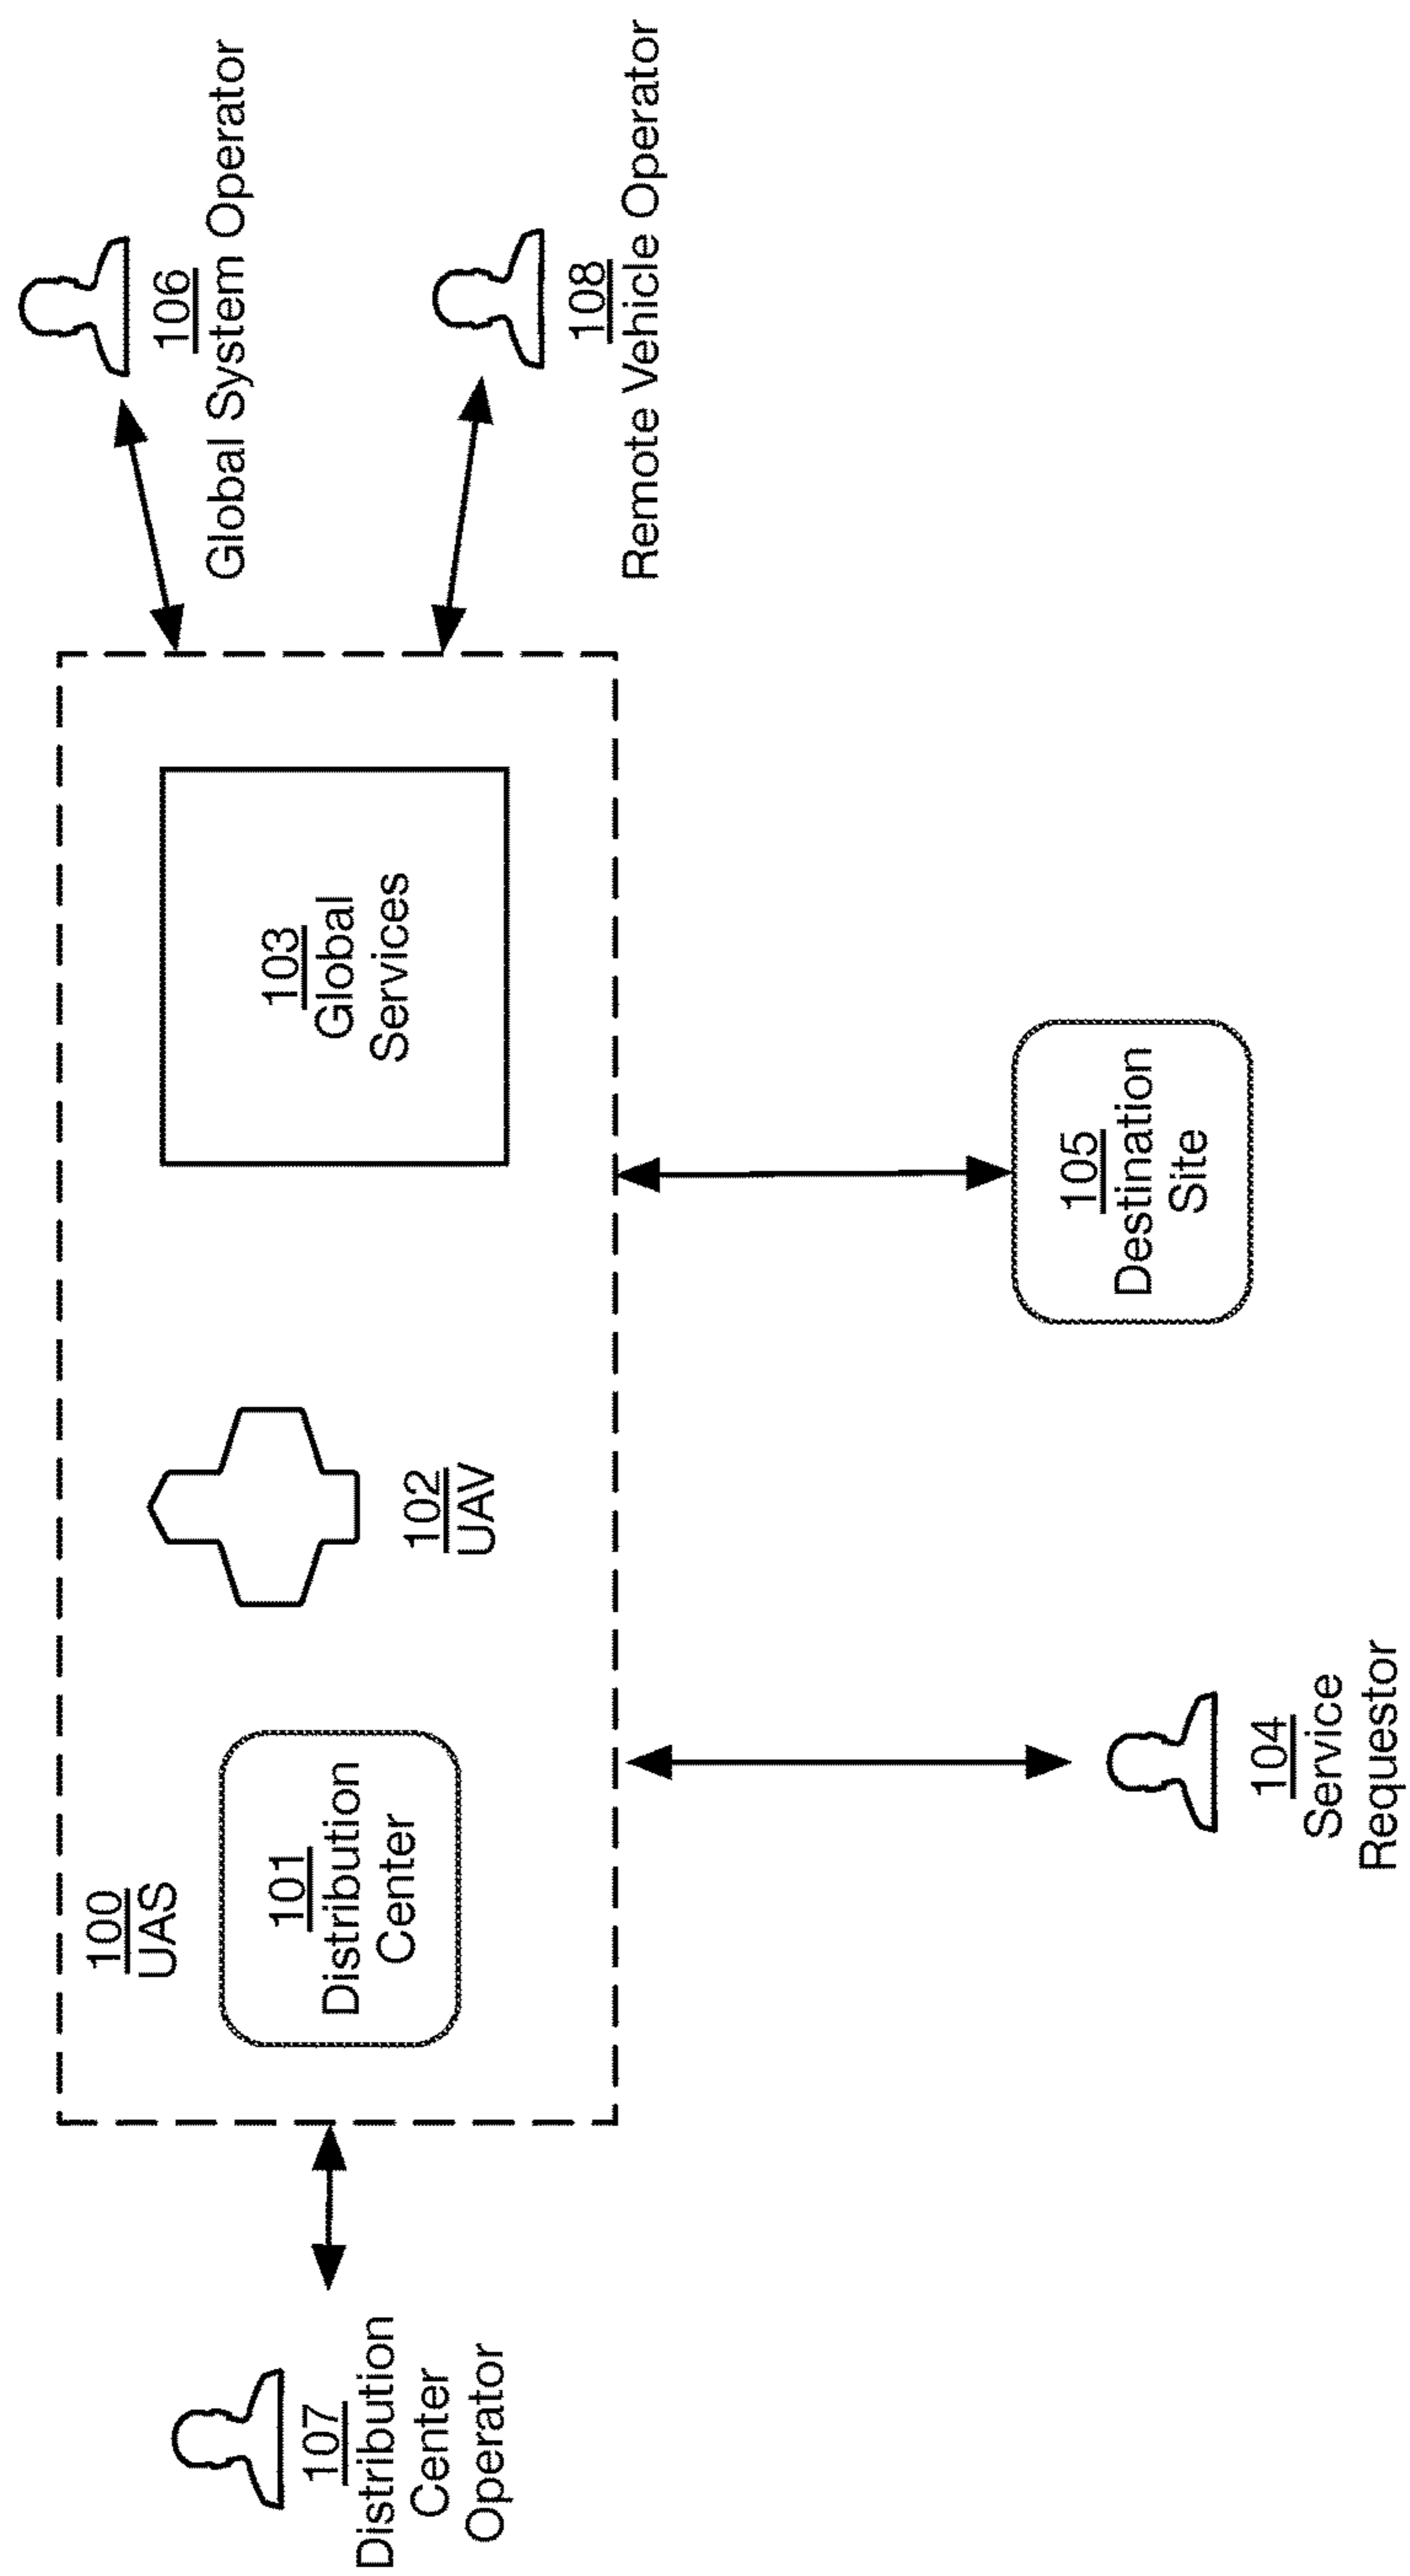 100
UAS
101
Distribution
Center
102
UAV
103
Global
Services
106
Global System Operator
108
Remote Vehicle Operator
107
Distribution
Center
Operator
104
Service
Requestor
105
Destination
Site